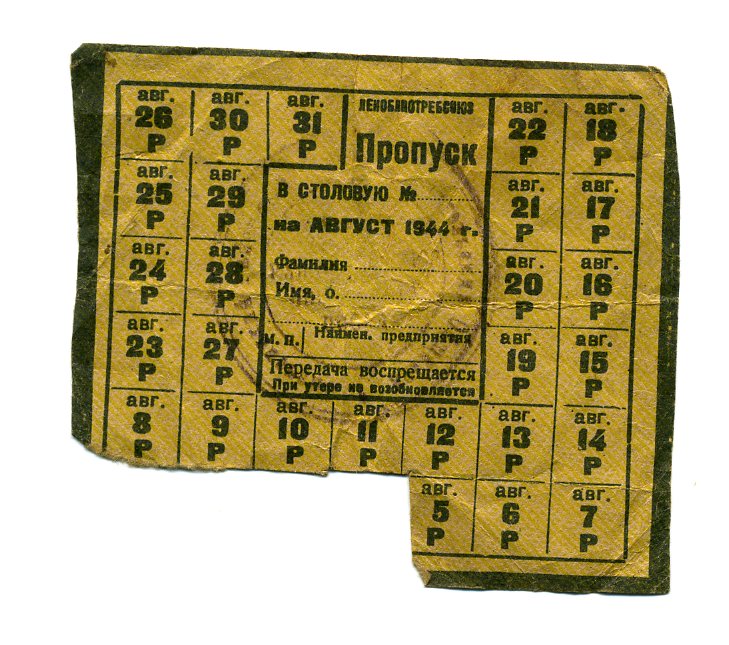 авг. авг. авг. ЛЕНОБЛПОТРЕБСОЮЗ авг. авг.
26 30 31 Пропуск 22 18
Р Р Р Р Р
авг. авг. В СТОЛОВУЮ № авг. авг.
25 29 на АВГУСТ 1944 г. 21 17
Р Р Р Р
авг. авг. Фамилия авг. авг.
24 28 Имя, о. 20 16
Р Р Р Р
авг. авг. М. П. Наимен. предприятия авг. авг.
23 27 Передача воспрещается 19 15
Р Р При утере не возобновляется Р Р
авг. авг. авг. авг. авг. авг. авг.
8 9 10 11 12 13 14
Р Р Р Р Р Р Р
авг. авг. авг.
5 6 7
Р Р Р